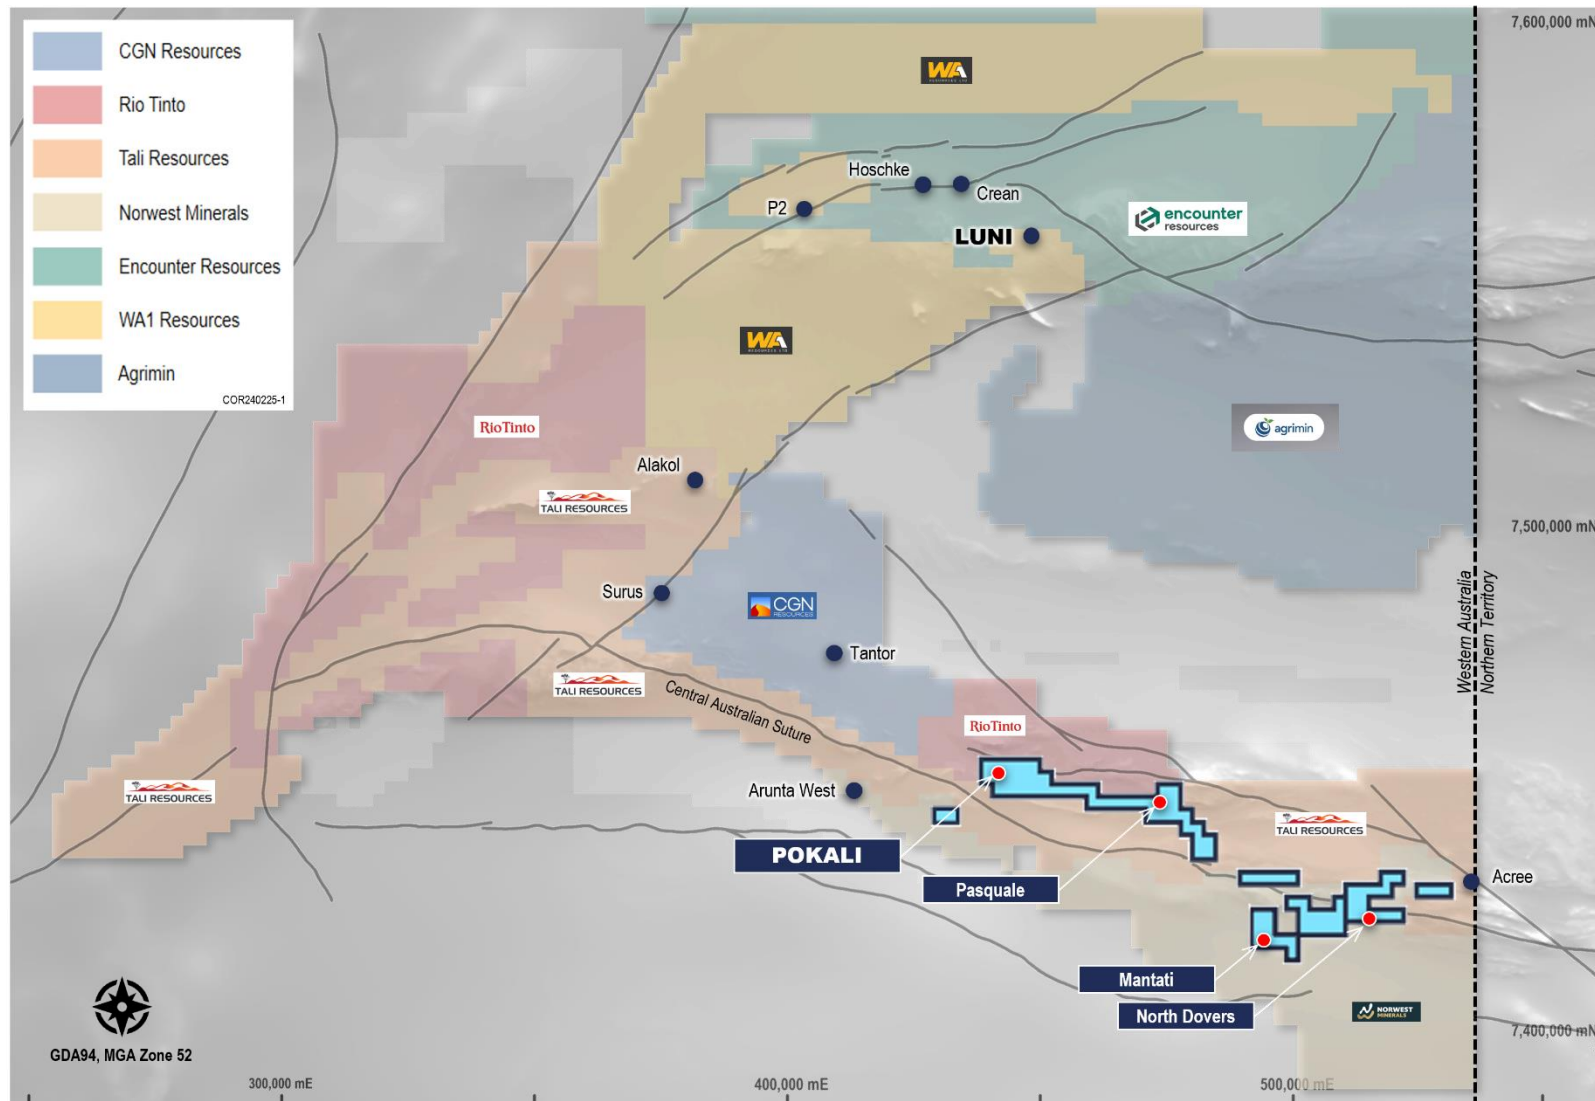 CGN Resources
Rio Tinto
Tali Resources
Norwest Minerals
Encounter Resources
WA1 Resources
Agrimin
COR240225-1
7,600,000 mN
WA
Hoschke
Crean
P2
LUNI
encounter
resources
WA
RioTinto
agrimin
Alakol
TALI RESOURCES
7,500,000 mN
Surus
CGN
RESOURCES
Tantor
Western Australia
Northern Territory
TALI RESOURCES
Central Australian Suture
RioTinto
TALI RESOURCES
Arunta West
TALI RESOURCES
POKALI
Pasquale
Acree
Mantati
North Dovers
NORWEST
MINERALS
7,400,000 mN
GDA94, MGA Zone 52
300,000 mE
400,000 mE
500,000 mE